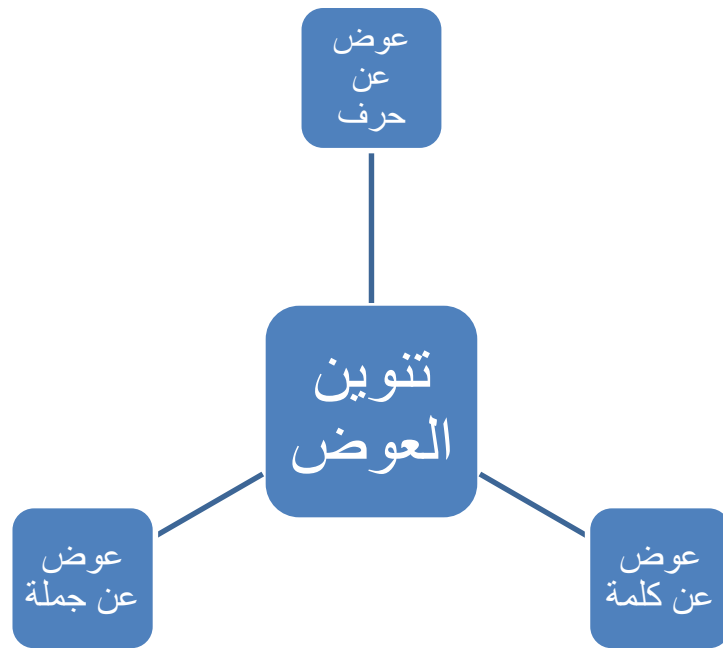 عوض
عن
حرف
تنوين
العوض
عوض
عن كلمة
عوض
عن جملة